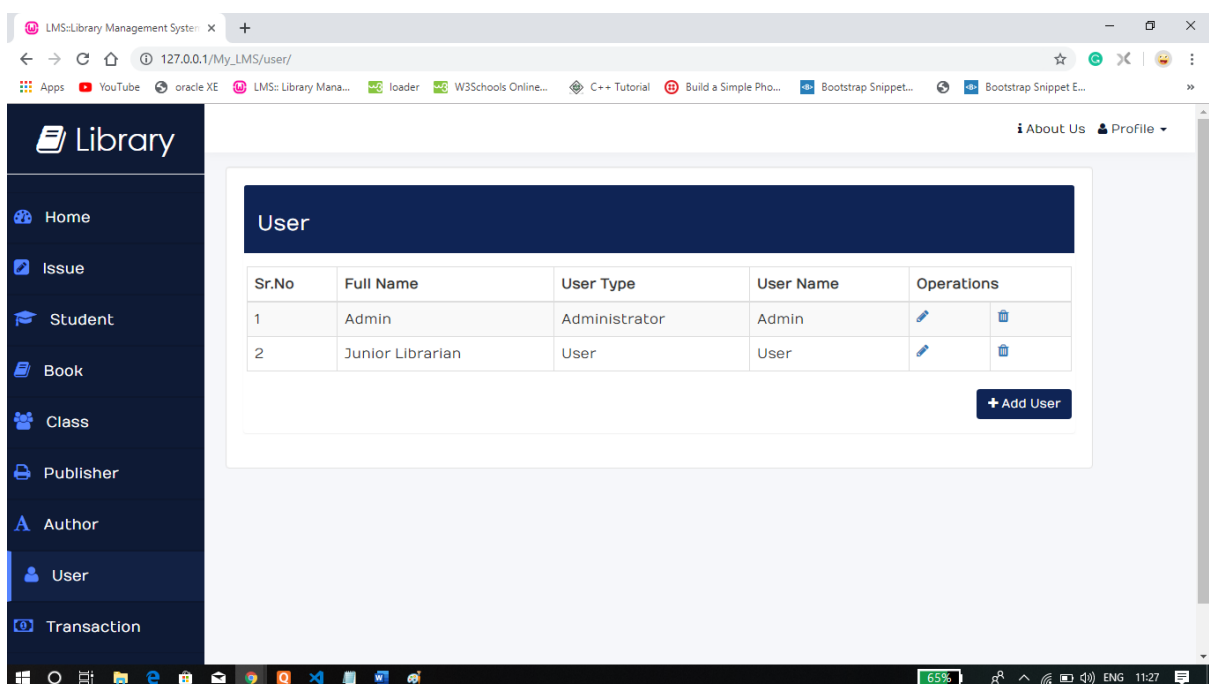 LMS::Library Management System
127.0.0.1/My_LMS/user/
Apps YouTube oracle XE LMS:: Library Mana... loader W3Schools Online... C++ Tutorial Build a Simple Pho... Bootstrap Snippet... Bootstrap Snippet E... »
Library
About Us Profile
Home
Issue
Student
Book
Class
Publisher
Author
User
Transaction
User
Sr.No Full Name User Type User Name Operations
1 Admin Administrator Admin
2 Junior Librarian User User
+ Add User
65% ENG 11:27